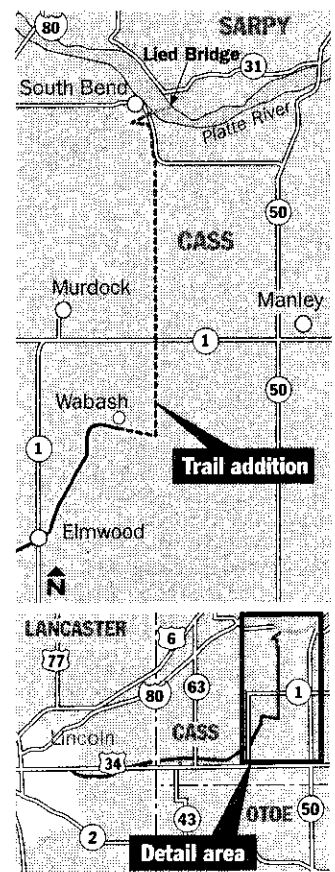 80
SARPY
Lied Bridge
31
South Bend
Platte River
50
CASS
Murdock
Manley
1
Wabash
50
1
Trail addition
Elmwood
N
LANCASTER
6
77
80
63
1
CASS
Lincoln
34
OTOE
50
43
2
Detail area